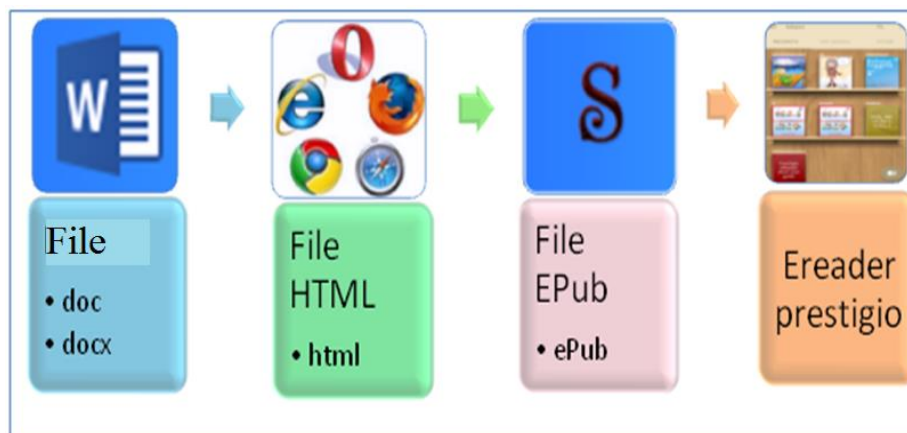 W
S
File
• doc
• docx
File
HTML
• html
File
EPub
• ePub
Ereader
prestigio